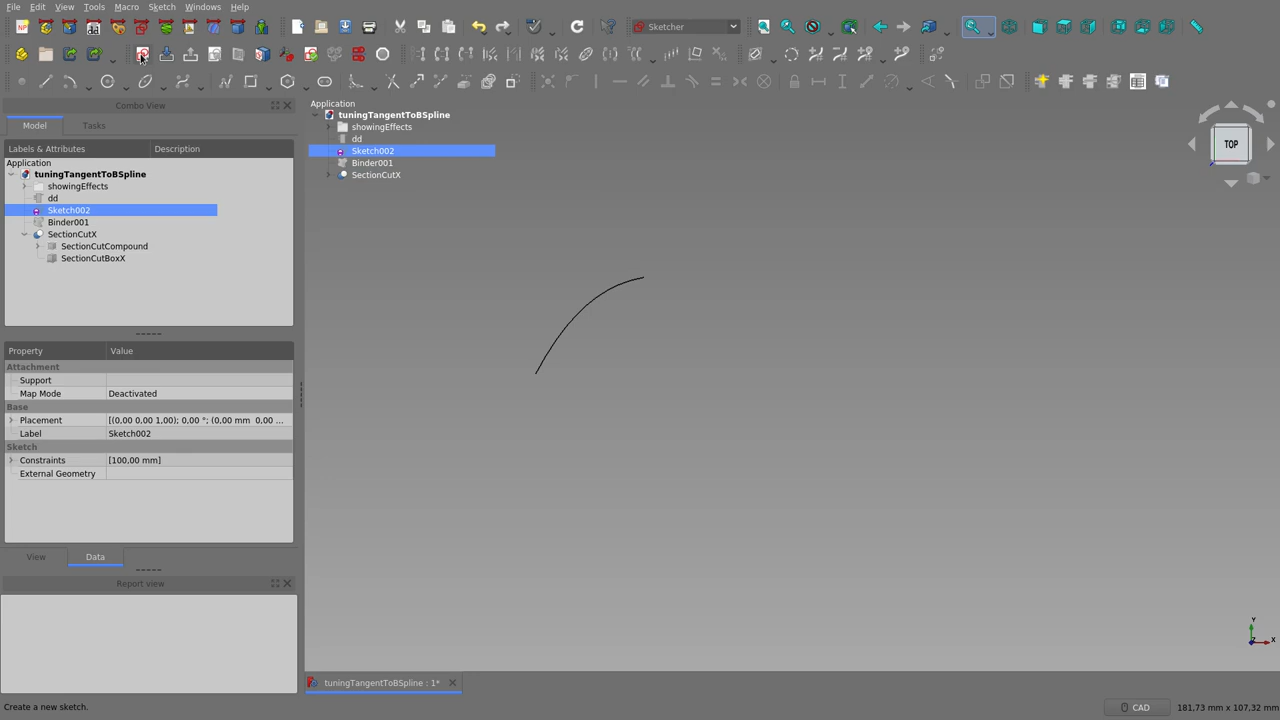 File Edit View Tools Macro Sketch Windows Help
Sketcher
Combo View
Model Tasks
Labels & Attributes Description
Application
tuningTangentToBSpline
showingEffects
dd
Sketch002
Binder001
SectionCutX
SectionCutCompound
SectionCutBoxX
Property Value
Attachment
Support
Map Mode Deactivated
Base
Placement [(0,00 0,00 1,00); 0,00 °; (0,00 mm 0,00 ...
Label Sketch002
Sketch
Constraints [100,00 mm]
External Geometry
View Data
Report view
Application
tuningTangentToBSpline
showingEffects
dd
Sketch002
Binder001
SectionCutX
TOP
Y
Z X
tuningTangentToBSpline : 1*
Create a new sketch.
CAD 181,73 mm x 107,32 mm